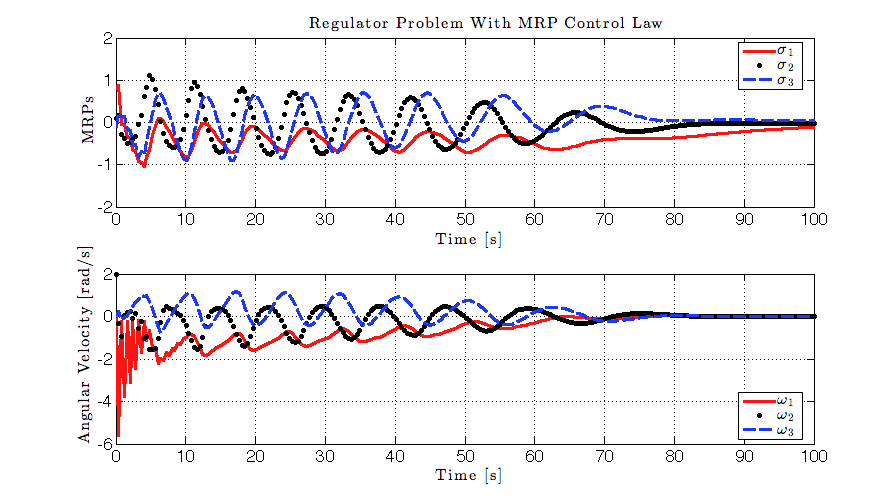 Regulator Problem With MRP Control Law
2
1
0
-1
-2
MRPs
σ1
σ2
σ3
0 10 20 30 40 50 60 70 80 90 100
Time [s]
2
0
-2
-4
-6
Angular Velocity [rad/s]
ω1
ω2
ω3
0 10 20 30 40 50 60 70 80 90 100
Time [s]